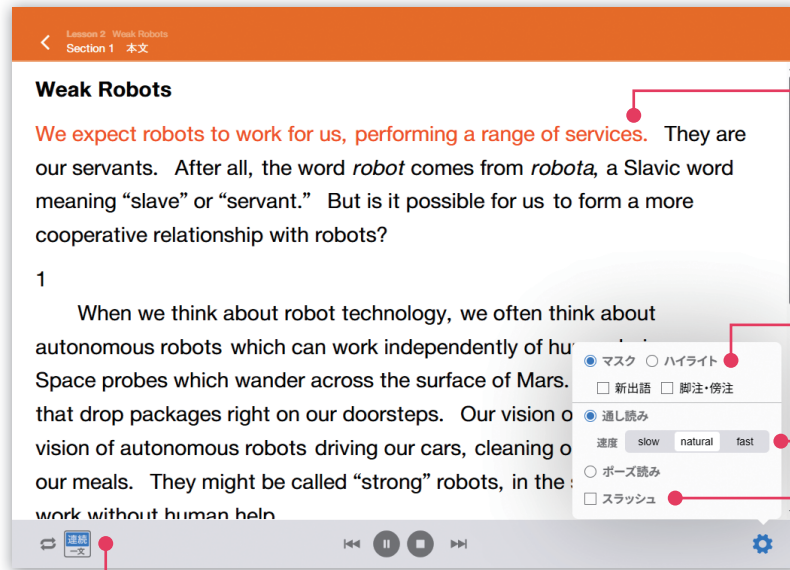 Lesson 2 Weak Robots
Section 1 本文
Weak Robots
We expect robots to work for us, performing a range of services. They are
our servants. After all, the word robot comes from robota, a Slavic word
meaning “slave” or “servant.” But is it possible for us to form a more
cooperative relationship with robots?
1
When we think about robot technology, we often think about
autonomous robots which can work independently of
Space probes which wander across the surface of Mars.
that drop packages right on our doorsteps. Our vision
vision of autonomous robots driving our cars, cleaning
our meals. They might be called “strong” robots, in the
work without human help
マスク ハイライト
新出語 脚注・傍注
通し読み
速度 slow natural fast
ポーズ読み
スラッシュ
連続
一文